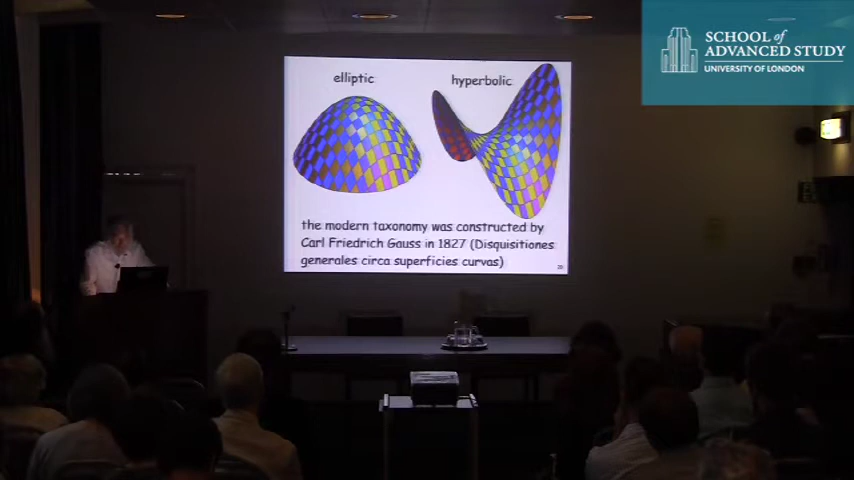 SCHOOL of
ADVANCED STUDY
UNIVERSITY OF LONDON
elliptic
hyperbolic
the modern taxonomy was constructed by
Carl Friedrich Gauss in 1827 (Disquisitiones
generales circa superficies curvas)